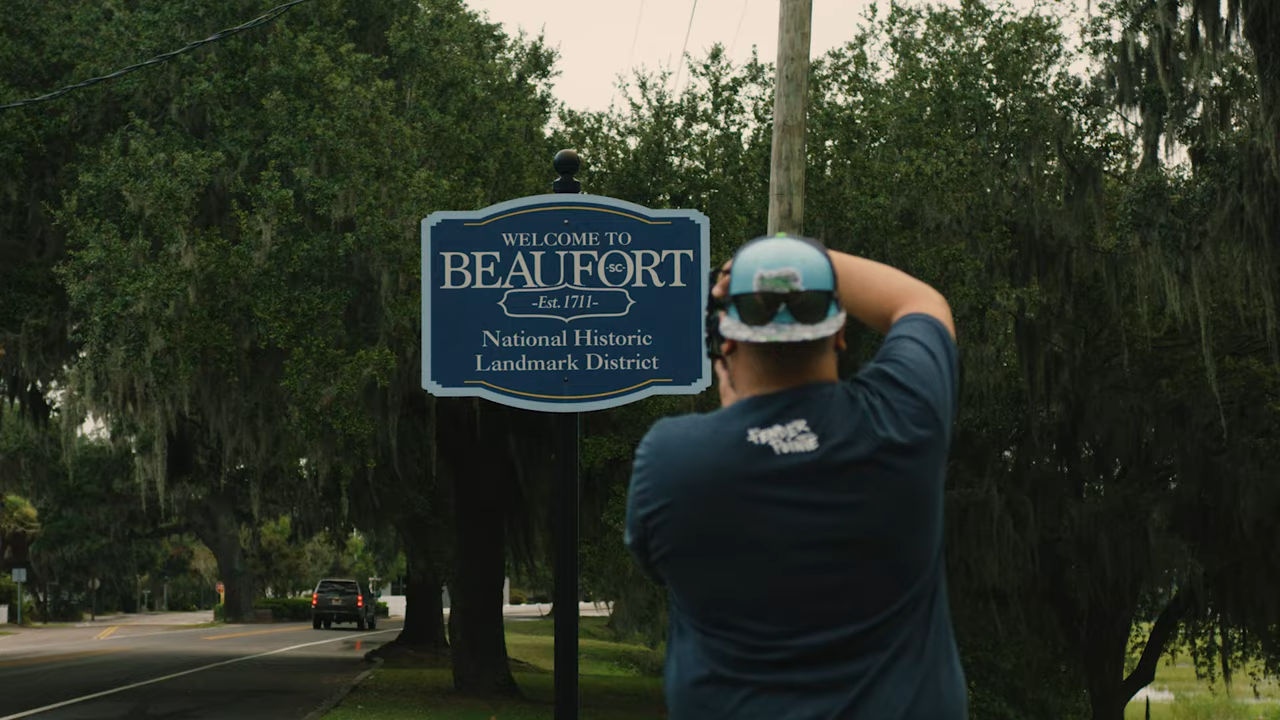 WELCOME TO
BEAUFORT
-SC-
-Est. 1711-
National Historic
Landmark District